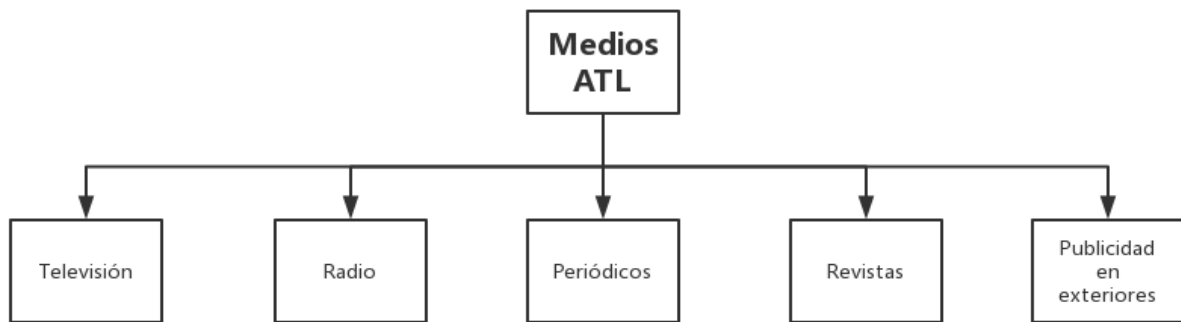 Medios
ATL
Televisión
Radio
Periódicos
Revistas
Publicidad
en
exteriores